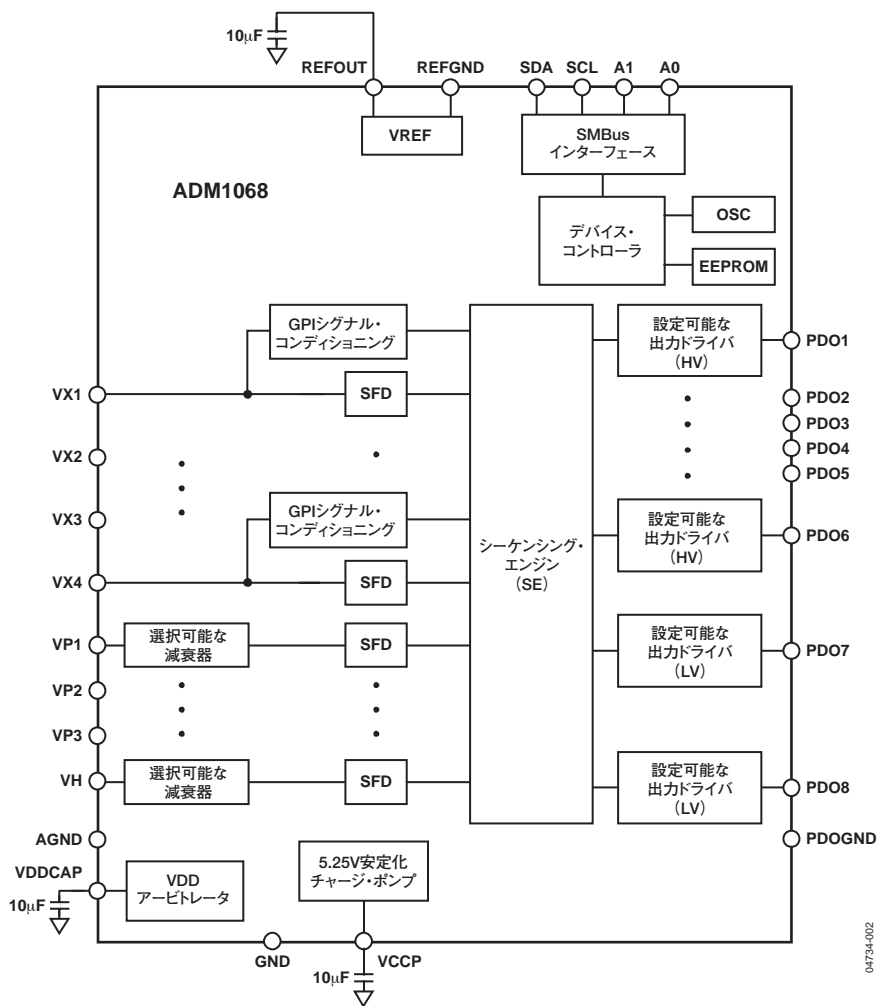 10μF
REFOUT
REFGND
SDA
SCL
A1
A0
VREF
SMBus
インターフェース
ADM1068
デバイス・
コントローラ
OSC
EEPROM
GPIシグナル・
コンディショニング
設定可能な
出力ドライバ
(HV)
PDO1
VX1
SFD
PDO2
PDO3
PDO4
PDO5
VX2
VX3
GPIシグナル・
コンディショニング
シーケンシング・
エンジン
(SE)
設定可能な
出力ドライバ
(HV)
PDO6
VX4
SFD
VP1
選択可能な
減衰器
SFD
設定可能な
出力ドライバ
(LV)
PDO7
VP2
VP3
VH
選択可能な
減衰器
SFD
設定可能な
出力ドライバ
(LV)
PDO8
AGND
PDOGND
VDDCAP
10μF
VDD
アービトレータ
5.25V安定化
チャージ・ポンプ
GND
VCCP
10μF
04734-002